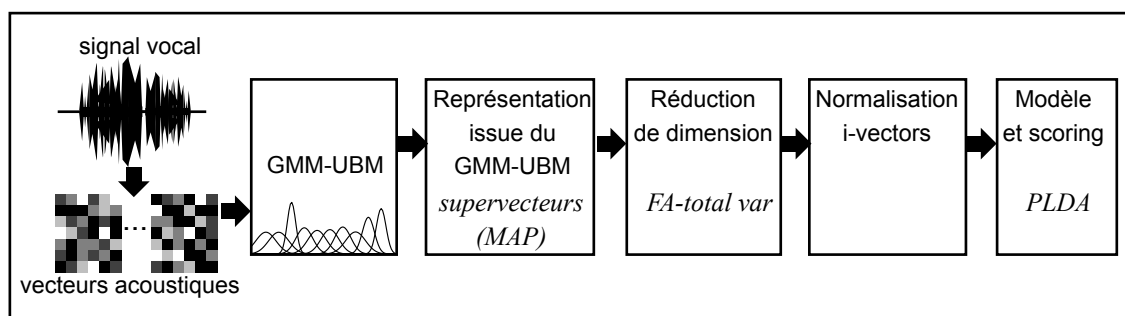 signal vocal
vecteurs acoustiques
GMM-UBM
Représentation
issue du
GMM-UBM
supervecteurs
(MAP)
Réduction
de dimension
FA-total var
Normalisation
i-vectors
Modèle
et scoring
PLDA